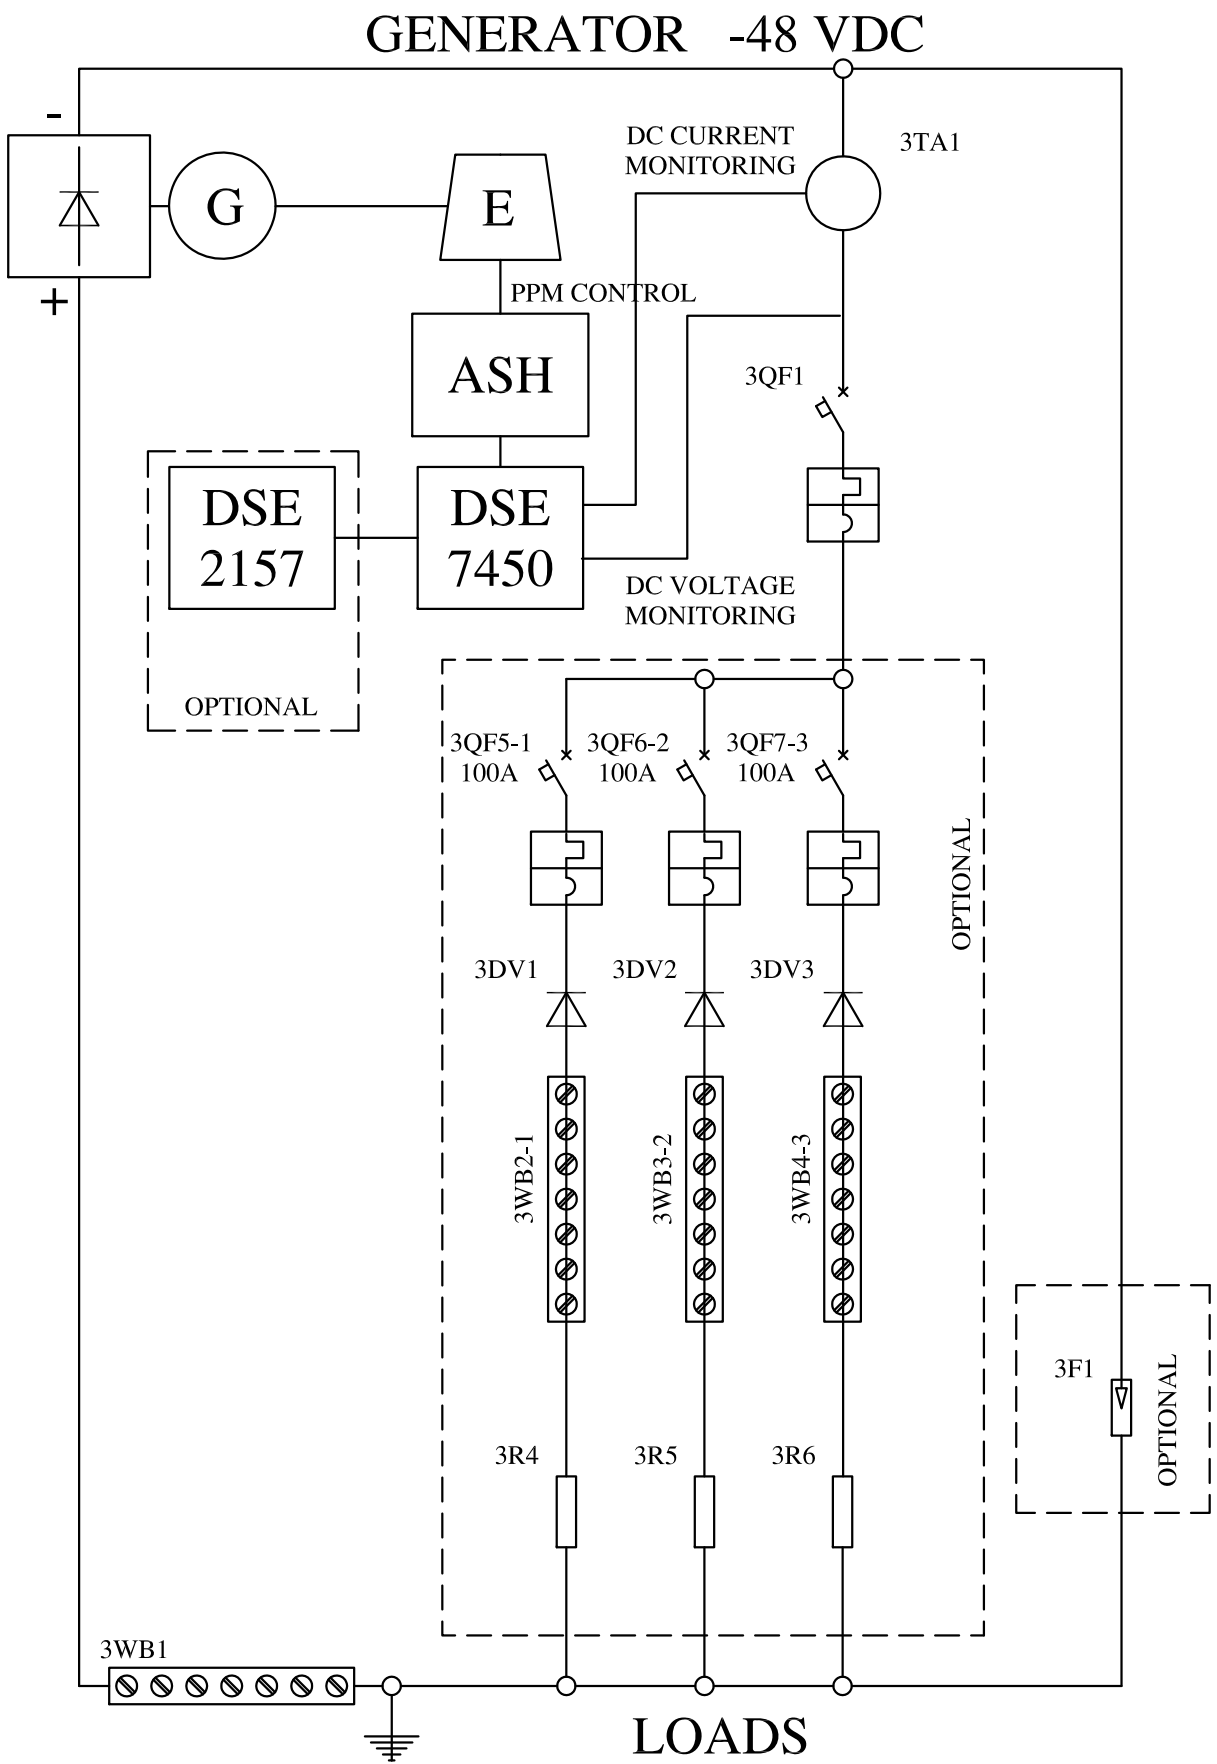 GENERATOR -48 VDC
-
DC CURRENT
MONITORING
3TA1
G
E
+
PPM CONTROL
ASH
3QF1
DSE
2157
DSE
7450
DC VOLTAGE
MONITORING
OPTIONAL
3QF5-1
100A
3QF6-2
100A
3QF7-3
100A
OPTIONAL
3DV1
3DV2
3DV3
3WB2-1
3WB3-2
3WB4-3
3F1
OPTIONAL
3R4
3R5
3R6
3WB1
LOADS